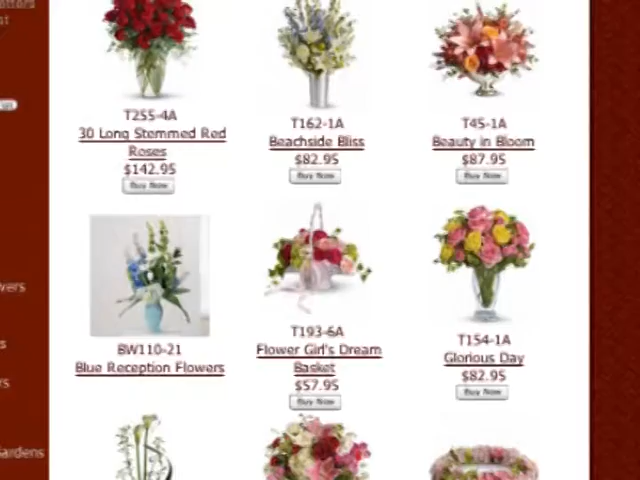 T255-4A
30 Long Stemmed Red
Roses
$142.95
Buy Now
T162-1A
Beachside Bliss
$82.95
Buy Now
T45-1A
Beauty in Bloom
$87.95
Buy Now
BW110-21
Blue Reception Flowers
T193-6A
Flower Girl's Dream
Basket
$57.95
Buy Now
T154-1A
Glorious Day
$82.95
Buy Now
ardens